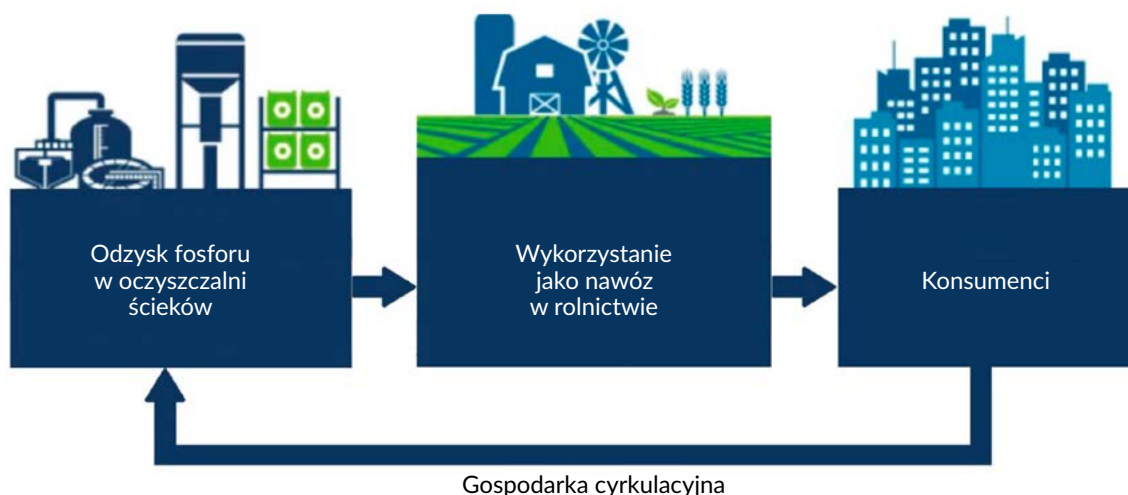 Odzysk fosforu
w oczyszczalni
ścieków
Wykorzystanie
jako nawóz
w rolnictwie
Konsumenci
Gospodarka cyrkulacyjna